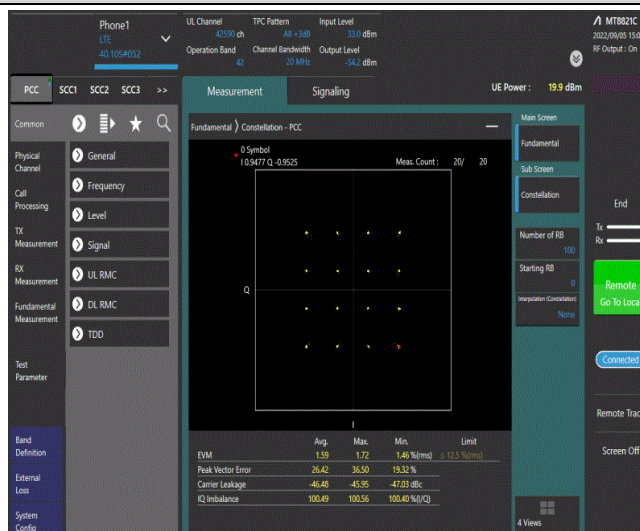 Phone1
LTE
40.10S#052
UL Channel
42590 ch
TPC Pattern
All +3dB
Input Level
33.0 dBm
Operation Band
42
Channel Bandwidth
20 MHz
Output Level
-54.2 dBm
MT8821C
2022/09/05 15:0
RF Output : On
PCC SCC1 SCC2 SCC3 >>
Measurement Signaling
UE Power : 19.9 dBm
Common
Physical
Channel
Call
Processing
TX
Measurement
RX
Measurement
Fundamental
Measurement
Test
Parameter
Band
Definition
External
Loss
System
Config
General
Frequency
Level
Signal
UL RMC
DL RMC
TDD
Fundamental ⟩ Constellation - PCC
0 Symbol
I 0.9477 Q -0.9525
Meas. Count : 20/ 20
Q
I
Avg. Max. Min. Limit
EVM 1.59 1.72 1.46 %(rms) ≤ 12.5 %(rms)
Peak Vector Error 26.42 36.50 19.32 %
Carrier Leakage -46.48 -45.95 -47.03 dBc
IQ Imbalance 100.49 100.56 100.40 %(I/Q)
Main Screen
Fundamental
Sub Screen
Constellation
Number of RB
100
Starting RB
0
Interpolation (Constellation)
None
4 Views
End
Tx
Rx
Remote
Go To Loca
Connected
Remote Trac
Screen Off